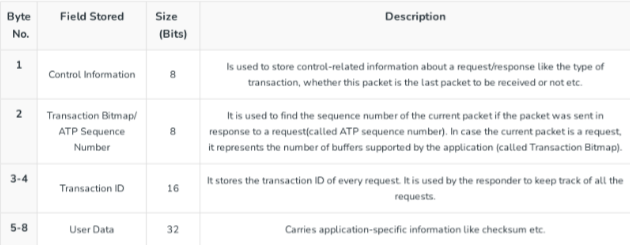 Byte No. Field Stored Size (Bits) Description
1 Control Information 8 Is used to store control-related information about a request/response like the type of
transaction, whether this packet is the last packet to be received or not etc.
2 Transaction Bitmap/ ATP Sequence Number 8 It is used to find the sequence number of the current packet if the packet was sent in
response to a request(called ATP sequence number). In case the current packet is a request,
it represents the number of buffers supported by the application (called Transaction Bitmap).
3-4 Transaction ID 16 It stores the transaction ID of every request. It is used by the responder to keep track of all the
requests.
5-8 User Data 32 Carries application-specific information like checksum etc.